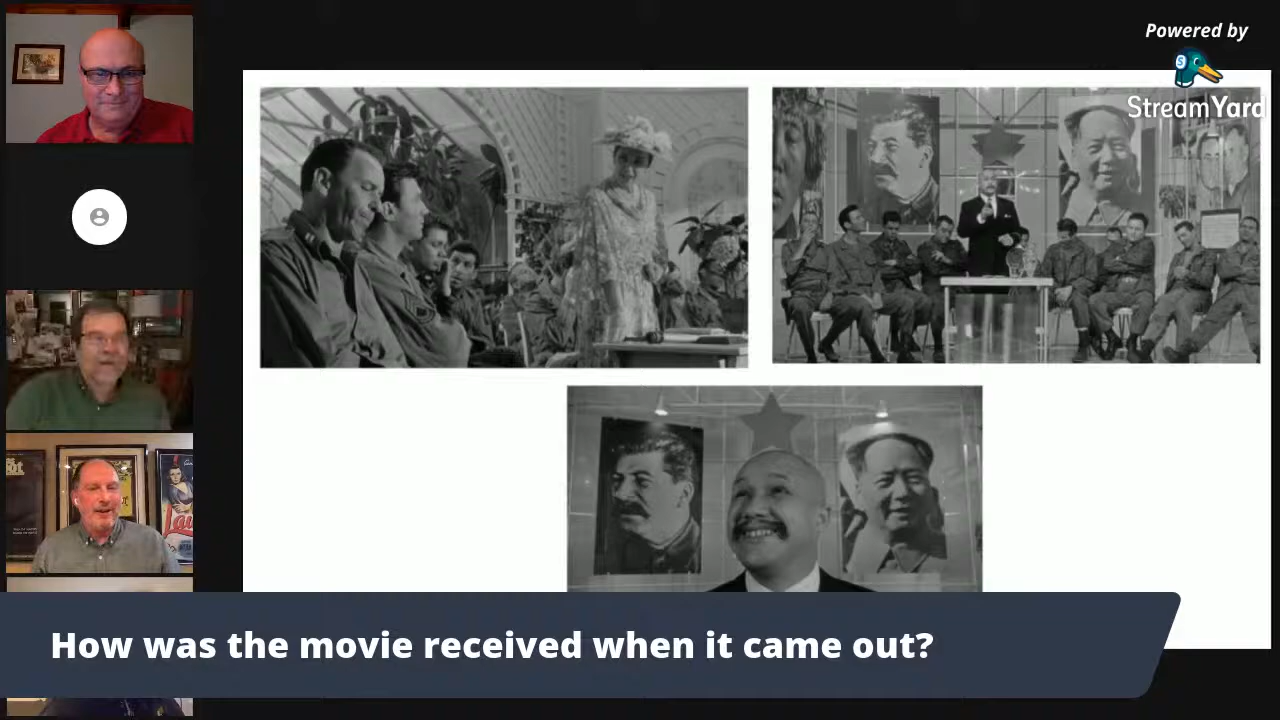 Powered by
StreamYard
How was the movie received when it came out?